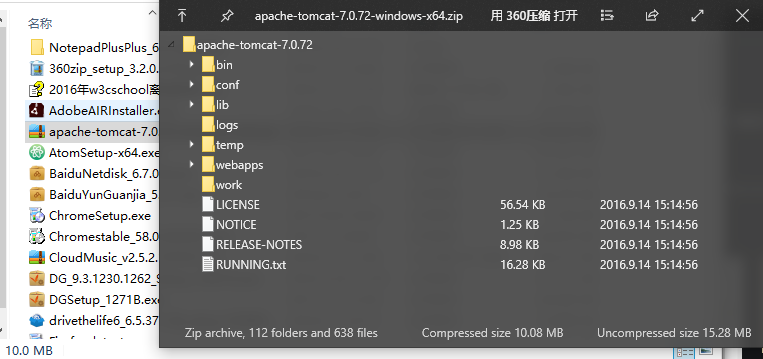 名称
NotepadPlusPlus_6
360zip_setup_3.2.0.
2016年w3cschool离
AdobeAIRInstaller.
apache-tomcat-7.0
AtomSetup-x64.exe
BaiduNetdisk_6.7.0
BaiduYunGuanjia_5
ChromeSetup.exe
Chromestable_58.0
CloudMusic_v2.5.2.
DG_9.3.1230.1262_S
DGSetup_1271B.exe
drivethelife6_6.5.37
10.0 MB
apache-tomcat-7.0.72-windows-x64.zip 用 360压缩 打开
apache-tomcat-7.0.72
bin
conf
lib
logs
temp
webapps
work
LICENSE 56.54 KB 2016.9.14 15:14:56
NOTICE 1.25 KB 2016.9.14 15:14:56
RELEASE-NOTES 8.98 KB 2016.9.14 15:14:56
RUNNING.txt 16.28 KB 2016.9.14 15:14:56
Zip archive, 112 folders and 638 files Compressed size 10.08 MB Uncompressed size 15.28 MB